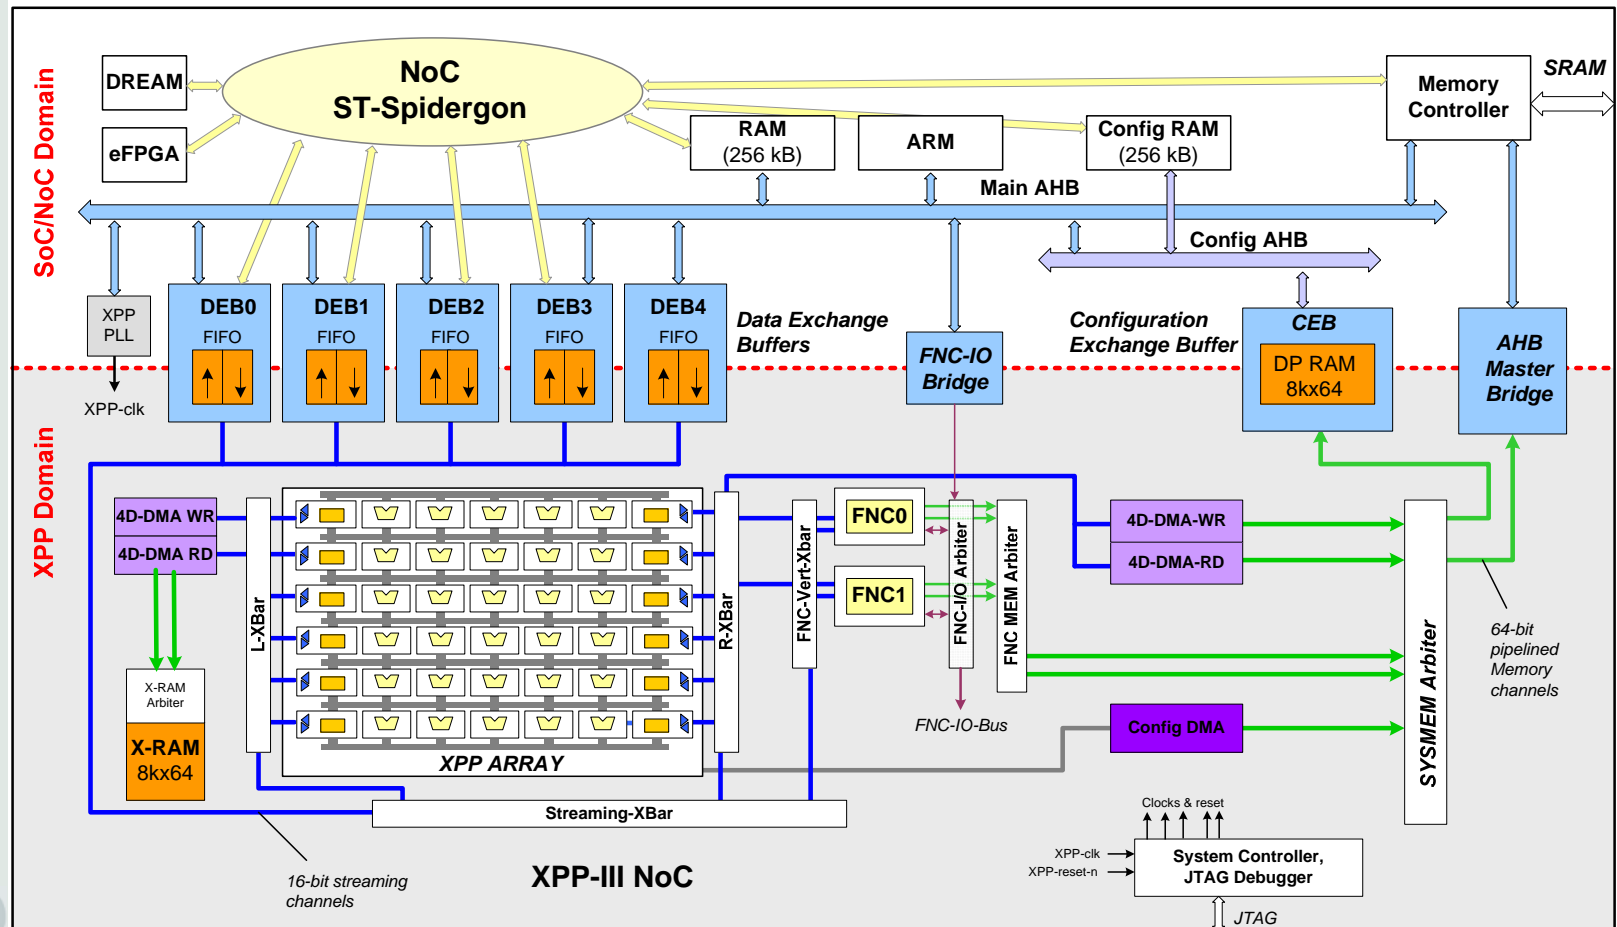 SoC/NoC Domain
XPP Domain
DREAM
eFPGA
NoC
ST-Spidergon
RAM
(256 kB)
ARM
Config RAM
(256 kB)
Memory
Controller
SRAM
Main AHB
Config AHB
XPP
PLL
XPP-clk
DEB0
FIFO
DEB1
FIFO
DEB2
FIFO
DEB3
FIFO
DEB4
FIFO
Data Exchange
Buffers
FNC-IO
Bridge
Configuration
Exchange Buffer
CEB
DP RAM
8kx64
AHB
Master
Bridge
4D-DMA WR
4D-DMA RD
L-XBar
X-RAM
Arbiter
X-RAM
8kx64
XPP ARRAY
R-XBar
FNC-Vert-Xbar
FNC0
FNC1
FNC-I/O Arbiter
FNC MEM Arbiter
FNC-IO-Bus
4D-DMA-WR
4D-DMA-RD
Config DMA
SYSMEM Arbiter
64-bit
pipelined
Memory
channels
Streaming-XBar
16-bit streaming
channels
XPP-III NoC
Clocks & reset
XPP-clk
XPP-reset-n
System Controller,
JTAG Debugger
JTAG